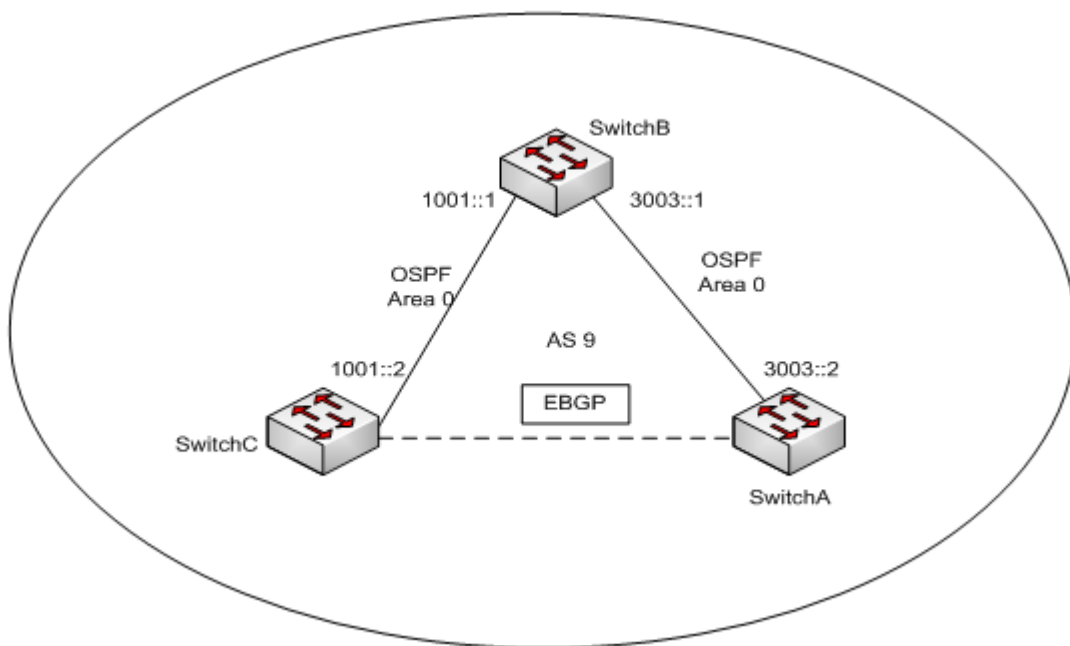 SwitchB
1001::1
3003::1
OSPF
Area 0
OSPF
Area 0
AS 9
1001::2
3003::2
EBGP
SwitchC
SwitchA